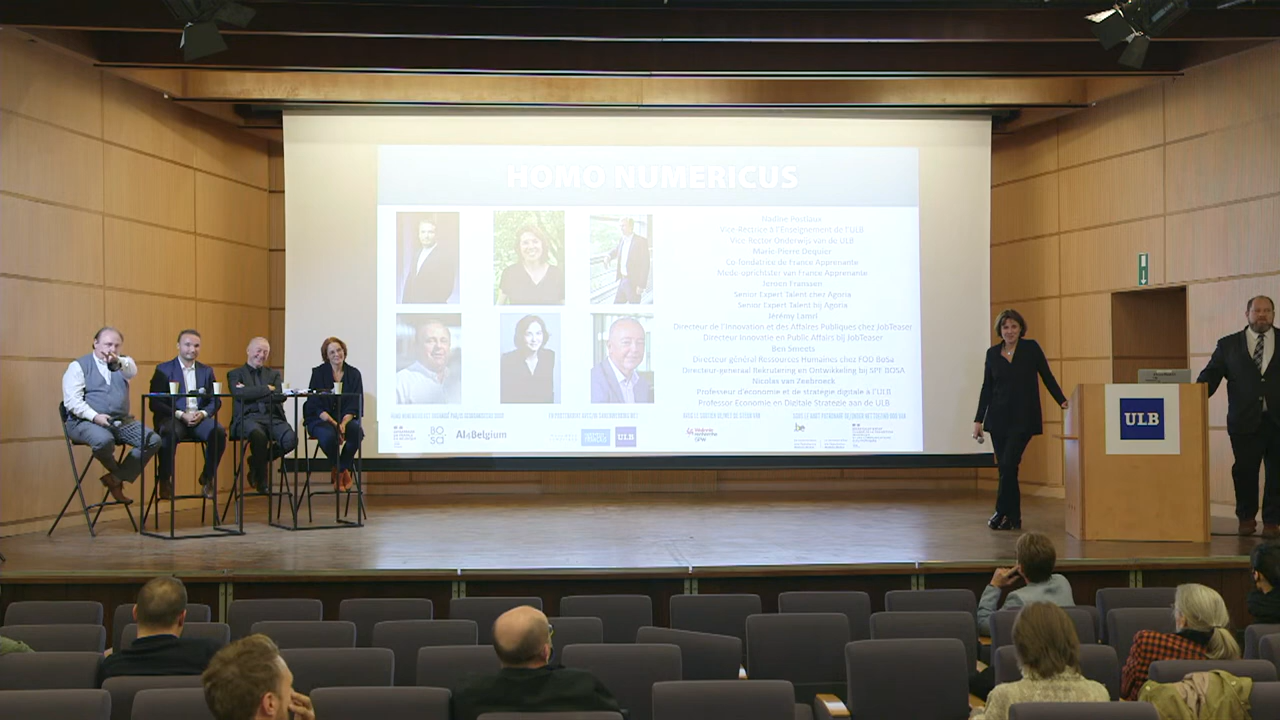 HOMO NUMERICUS
Nadine Postiaux
Vice-Rectrice à l'Enseignement de l'ULB
Vice-Rector Onderwijs van de ULB
Marie-Pierre Dequier
Co-fondatrice de France Apprenante
Mede-oprichtster van France Apprenante
Jeroen Franssen
Senior Expert Talent chez Agoria
Senior Expert Talent bij Agoria
Jérémy Lamri
Directeur de l'Innovation et des Affaires Publiques chez JobTeaser
Directeur Innovatie en Public Affairs bij JobTeaser
Ben Smeets
Directeur général Ressources Humaines chez FOD BoSa
Directeur-generaal Rekrutering en Ontwikkeling bij SPF BOSA
Nicolas van Zeebroeck
Professeur d'économie et de stratégie digitale à l'ULB
Professor Economie en Digitale Strategie aan de ULB
BOSA
AI4Belgium
ULB
.be
ULB